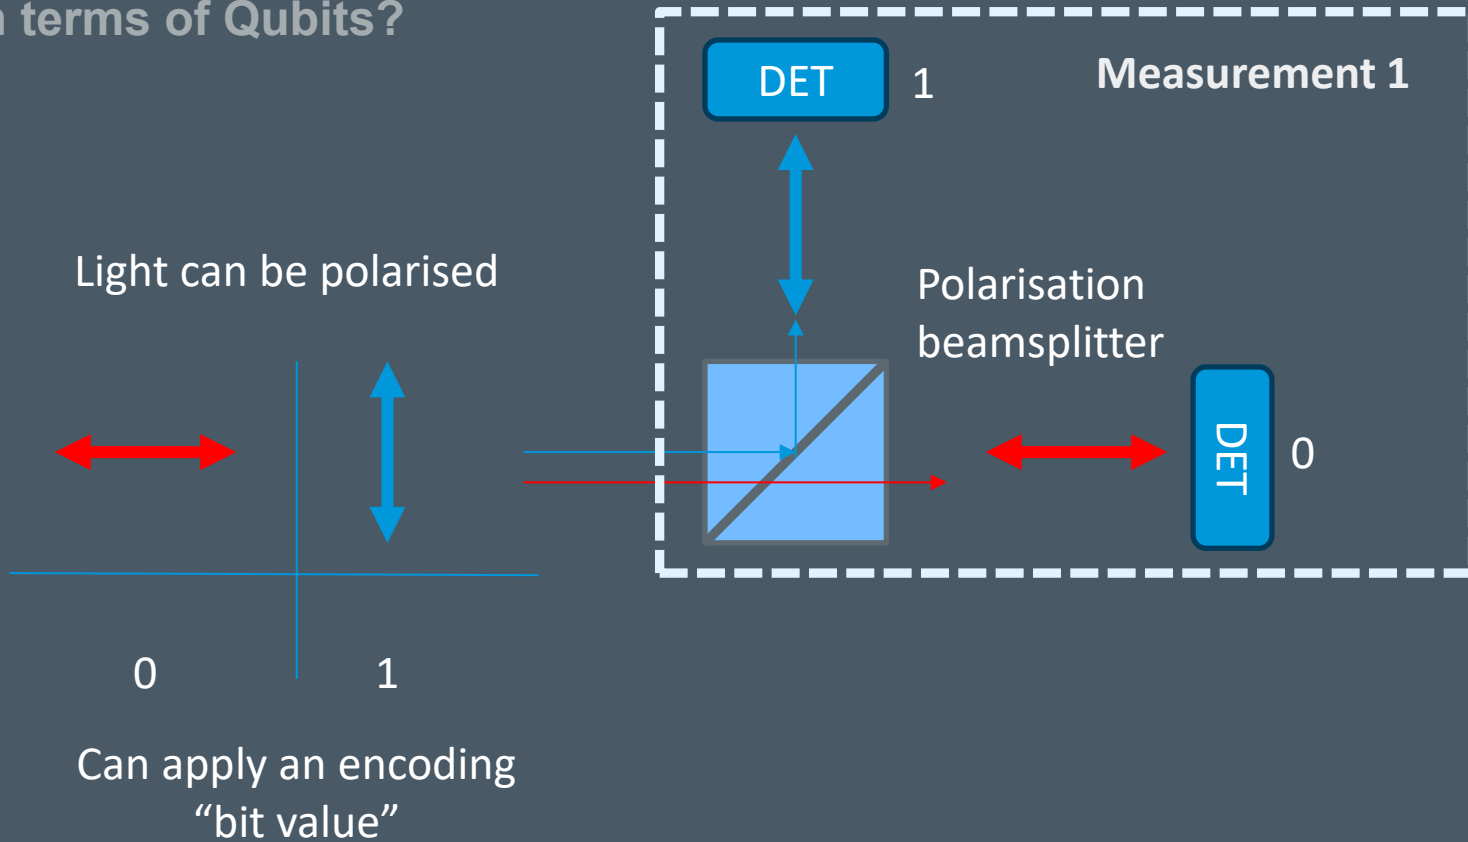 terms of Qubits?
DET
1
Measurement 1
Light can be polarised
Polarisation
beamsplitter
DET
0
0
1
Can apply an encoding
“bit value”